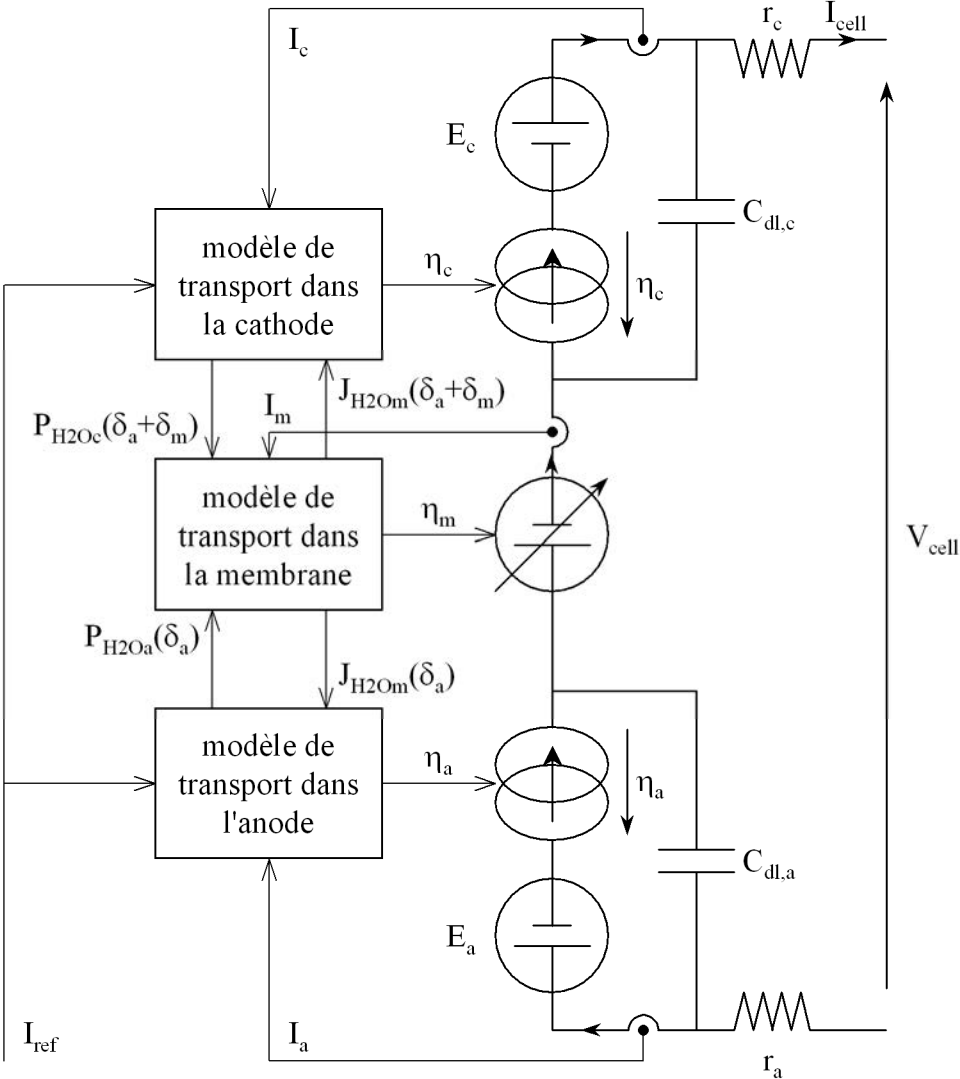 r_c
I_cell
I_c
E_c
C_dl,c
modèle de
transport dans
la cathode
η_c
η_c
J_H2Om(δ_a+δ_m)
I_m
P_H2Oc(δ_a+δ_m)
modèle de
transport dans
la membrane
η_m
V_cell
P_H2Oa(δ_a)
J_H2Om(δ_a)
modèle de
transport dans
l'anode
η_a
η_a
C_dl,a
E_a
I_ref
I_a
r_a